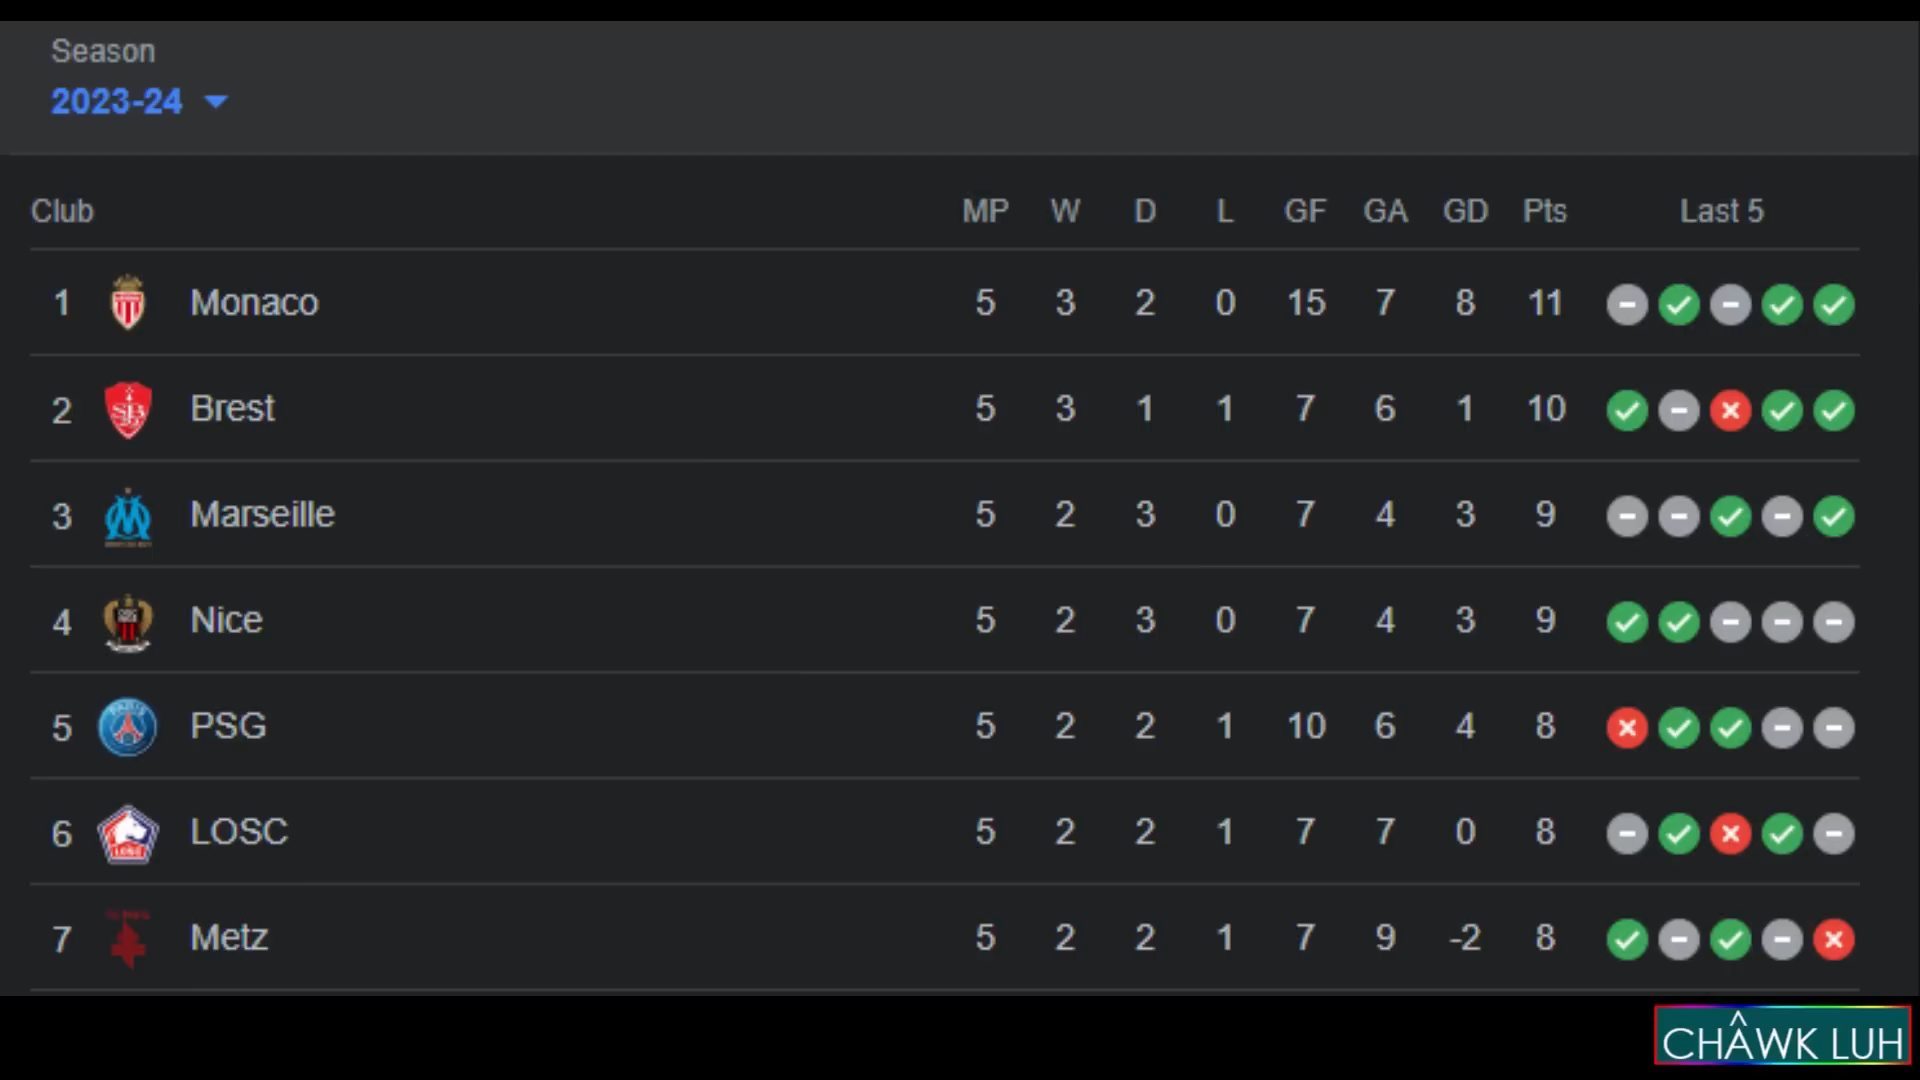 Season
2023-24
Club MP W D L GF GA GD Pts Last 5
1 Monaco 5 3 2 0 15 7 8 11
2 Brest 5 3 1 1 7 6 1 10
3 Marseille 5 2 3 0 7 4 3 9
4 Nice 5 2 3 0 7 4 3 9
5 PSG 5 2 2 1 10 6 4 8
6 LOSC 5 2 2 1 7 7 0 8
7 Metz 5 2 2 1 7 9 -2 8
CHÂWK LUH